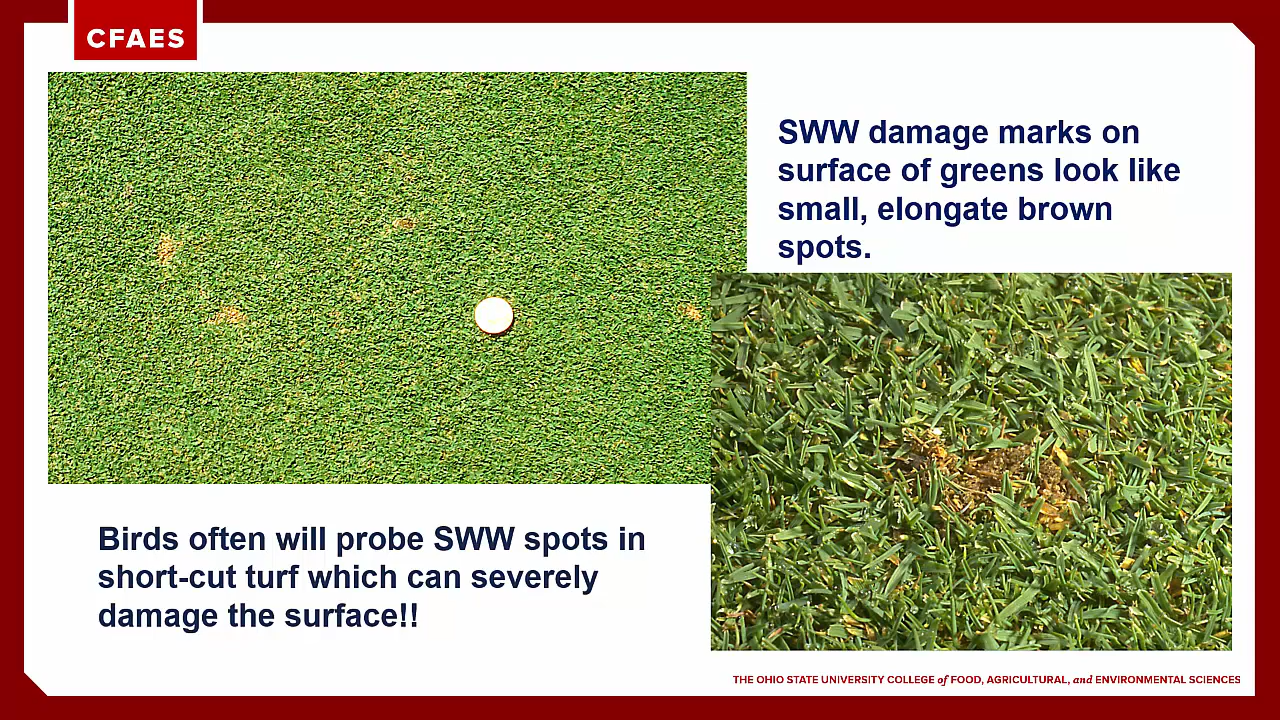 CFAES
SWW damage marks on
surface of greens look like
small, elongate brown
spots.
Birds often will probe SWW spots in
short-cut turf which can severely
damage the surface!!
THE OHIO STATE UNIVERSITY COLLEGE of FOOD, AGRICULTURAL, and ENVIRONMENTAL SCIENCES